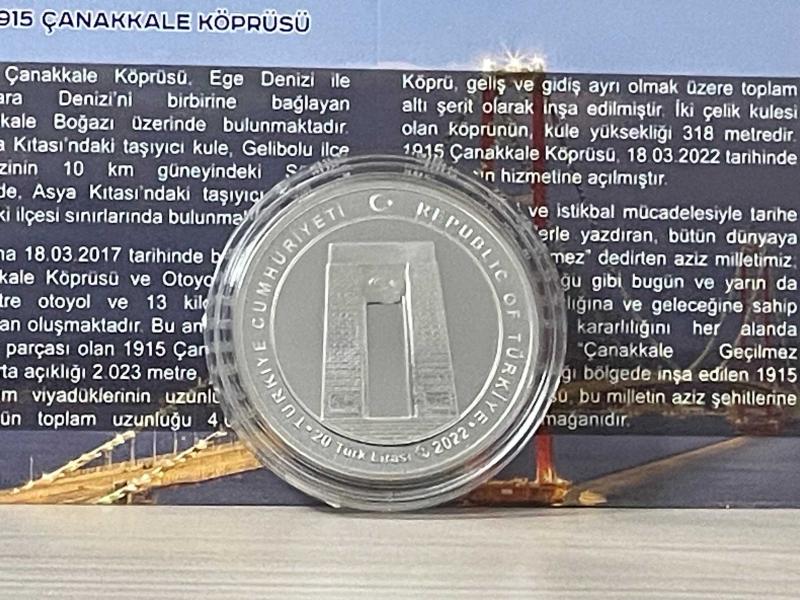 1915 ÇANAKKALE KÖPRÜSÜ
Çanakkale Köprüsü, Ege Denizi ile
Denizi'ni birbirine bağlayan
Boğazı üzerinde bulunmaktadır.
Kıtası'ndaki taşıyıcı kule, Gelibolu ilçe
10 km güneyindeki
Asya Kıtası'ndaki taşıyıcı
ilçesi sınırlarında
18.03.2017 tarihinde
Köprüsü ve
otoyol ve 13
oluşmaktadır. Bu
parçası olan 1915
açıklığı 2.023 metre,
viyadüklerinin
toplam uzunluğu
Köprü, geliş ve gidiş ayrı olmak üzere toplam
altı şerit olarak inşa edilmiştir. İki çelik kulesi
olan köprünün, kule yüksekliği 318 metredir.
1915 Çanakkale Köprüsü, 18.03.2022 tarihinde
hizmetine açılmıştır.
ve istikbal mücadelesiyle tarihe
yazdıran, bütün dünyaya
dedirten aziz milletimiz,
gibi bugün ve yarın da
ve geleceğine sahip
kararlılığını her alanda
"Çanakkale Geçilmez
bölgede inşa edilen 1915
bu milletin aziz şehitlerine
TÜRKİYE CUMHURİYETİ
REPUBLIC OF TÜRKİYE
20 Türk Lirası
2022